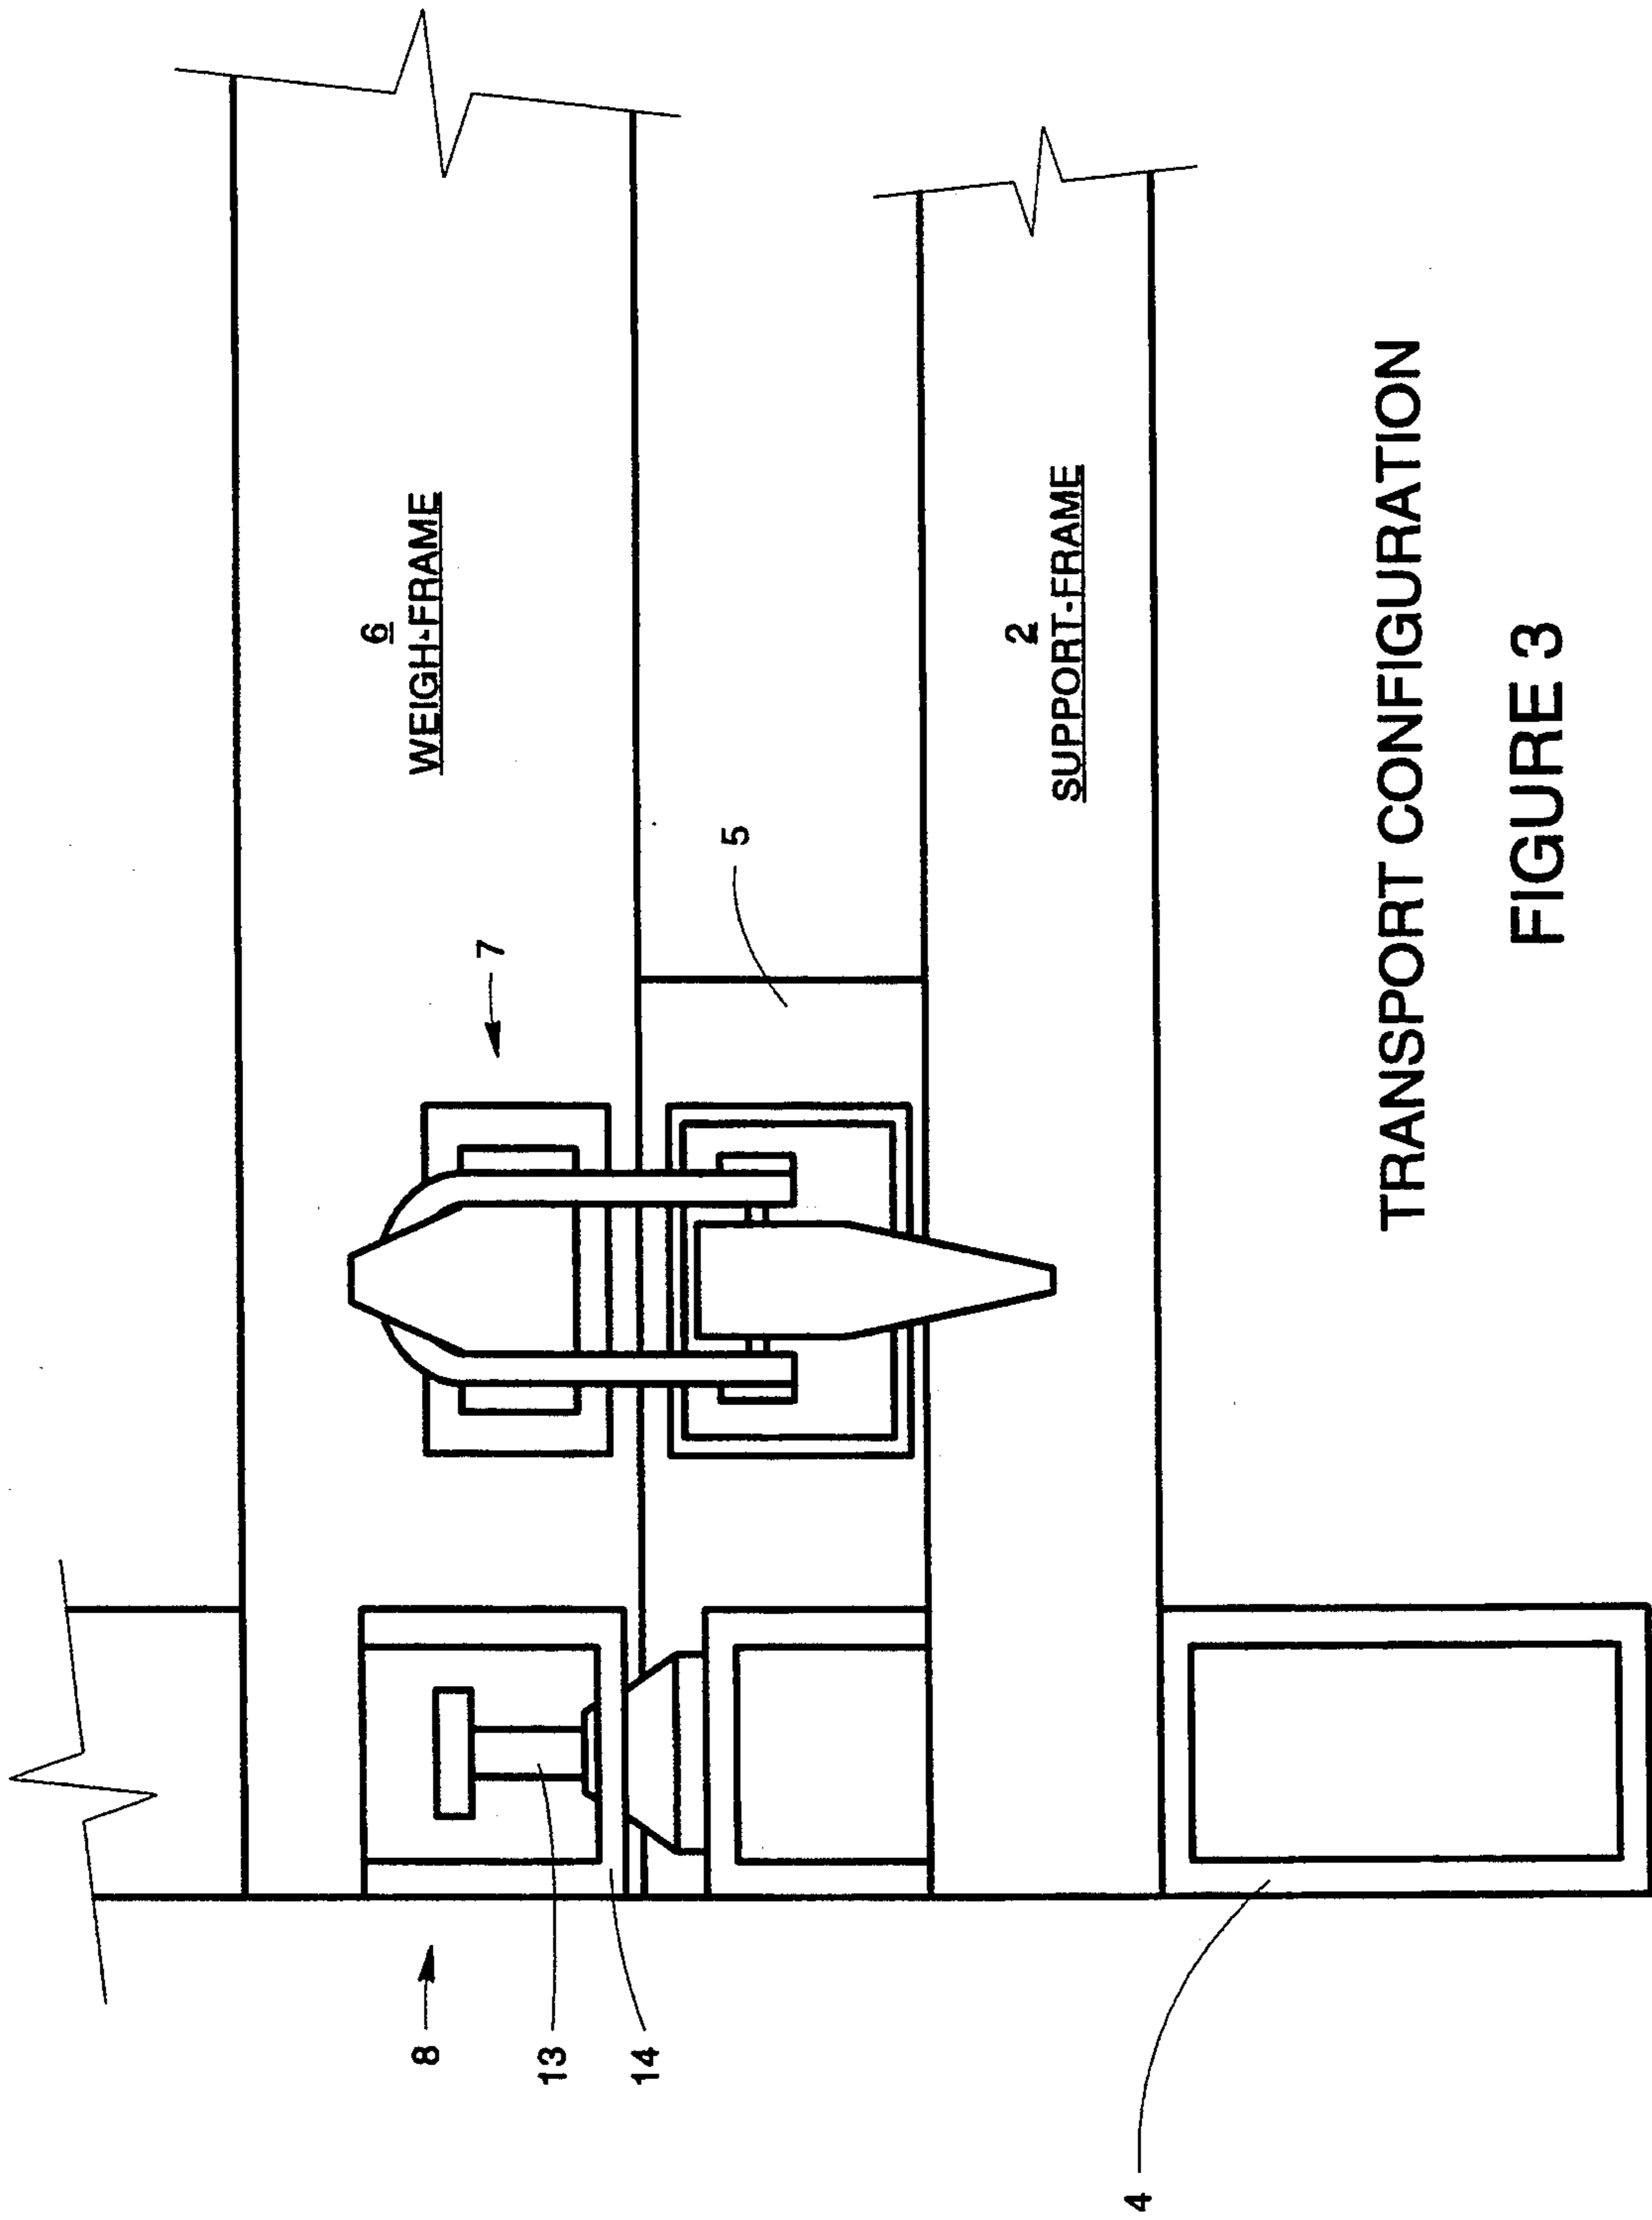 6
WEIGH-FRAME
7
5
2
SUPPORT-FRAME
8
13
14
4
TRANSPORT CONFIGURATION
FIGURE 3